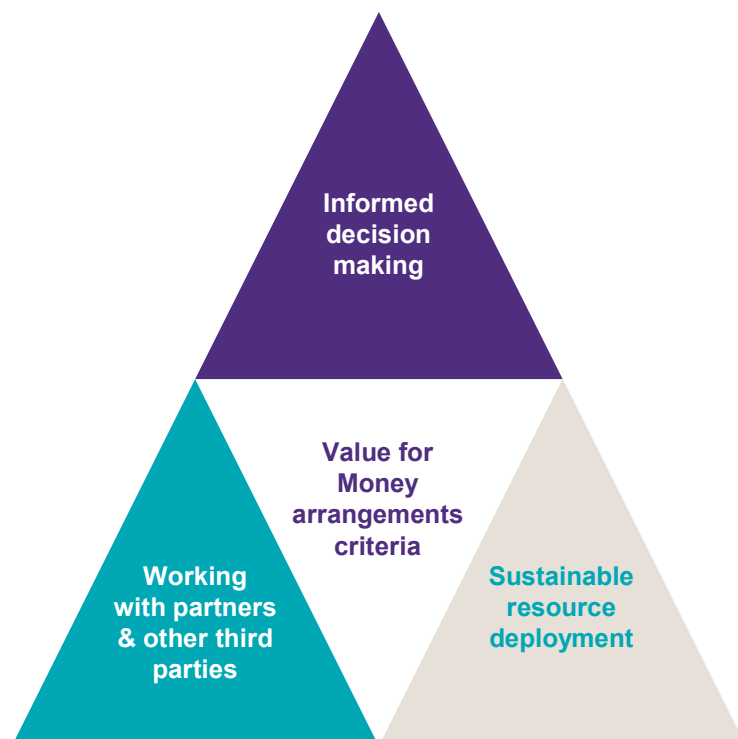 Informed
decision
making
Value for
Money
arrangements
criteria
Working
with partners
& other third
parties
Sustainable
resource
deployment